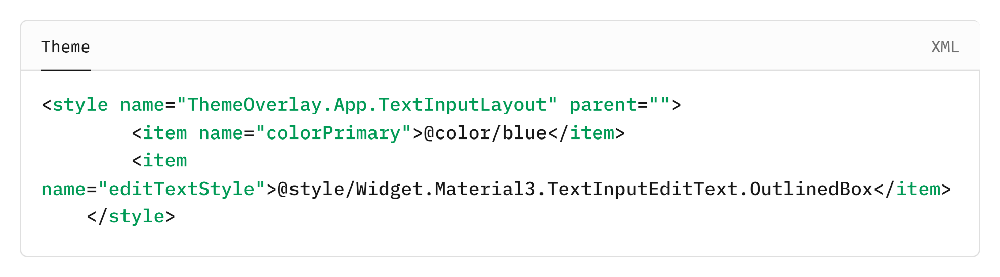 Theme
XML
<style name="ThemeOverlay.App.TextInputLayout" parent="">
        <item name="colorPrimary">@color/blue</item>
        <item
name="editTextStyle">@style/Widget.Material3.TextInputEditText.OutlinedBox</item>
    </style>